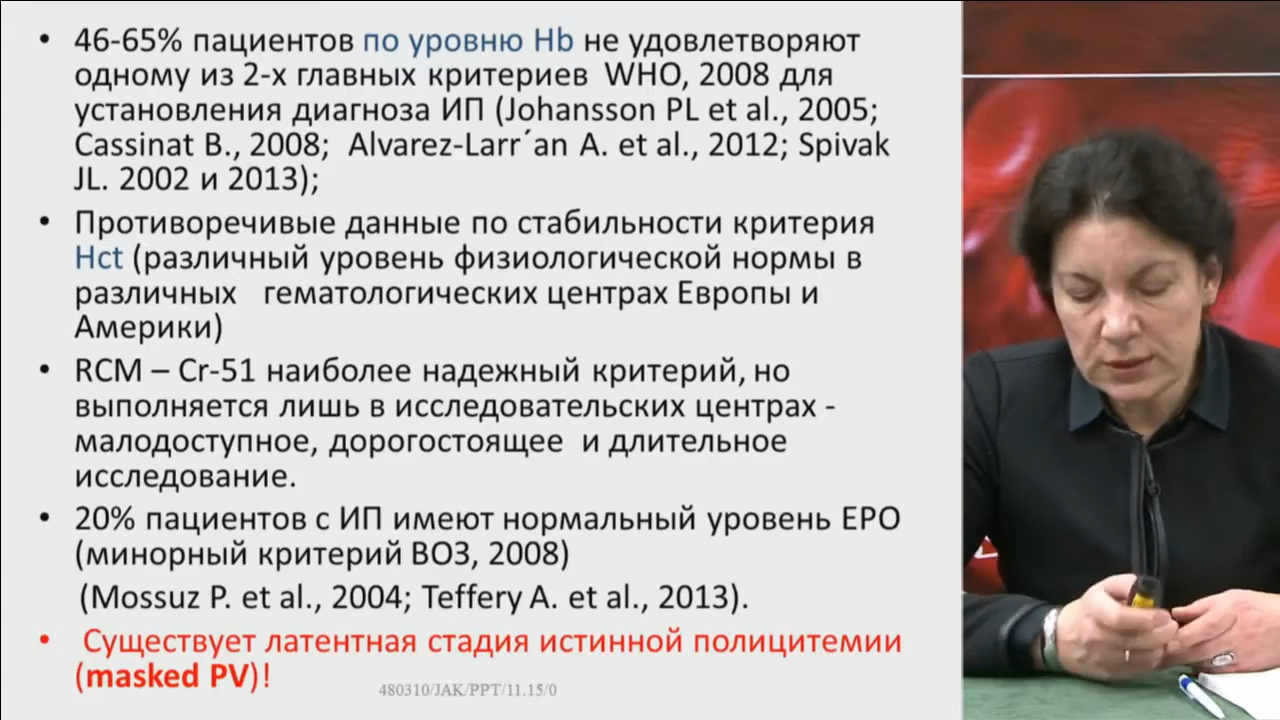 • 46-65% пациентов по уровню Hb не удовлетворяют
одному из 2-х главных критериев WHO, 2008 для
установления диагноза ИП (Johansson PL et al., 2005;
Cassinat B., 2008; Alvarez-Larr´an A. et al., 2012; Spivak
JL. 2002 и 2013);
• Противоречивые данные по стабильности критерия
Hct (различный уровень физиологической нормы в
различных гематологических центрах Европы и
Америки)
• RCM – Cr-51 наиболее надежный критерий, но
выполняется лишь в исследовательских центрах -
малодоступное, дорогостоящее и длительное
исследование.
• 20% пациентов с ИП имеют нормальный уровень EPO
(минорный критерий ВОЗ, 2008)
(Mossuz P. et al., 2004; Teffery A. et al., 2013).
• Существует латентная стадия истинной полицитемии
(masked PV)!
480310/JAK/PPT/11.15/0